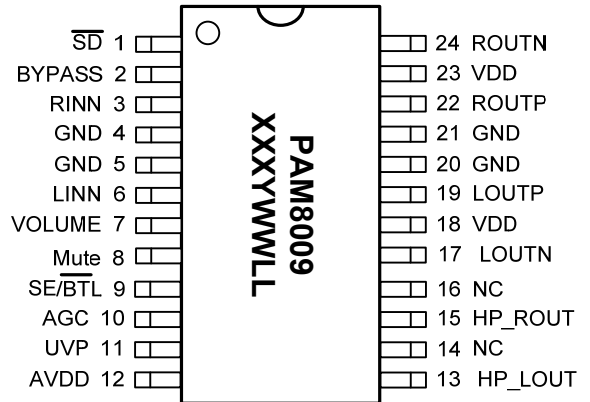 S̅D̅ 1
BYPASS 2
RINN 3
GND 4
GND 5
LINN 6
VOLUME 7
Mute 8
SE/B̅T̅L̅ 9
AGC 10
UVP 11
AVDD 12
PAM8009
XXXYWWLL
24 ROUTN
23 VDD
22 ROUTP
21 GND
20 GND
19 LOUTP
18 VDD
17 LOUTN
16 NC
15 HP_ROUT
14 NC
13 HP_LOUT